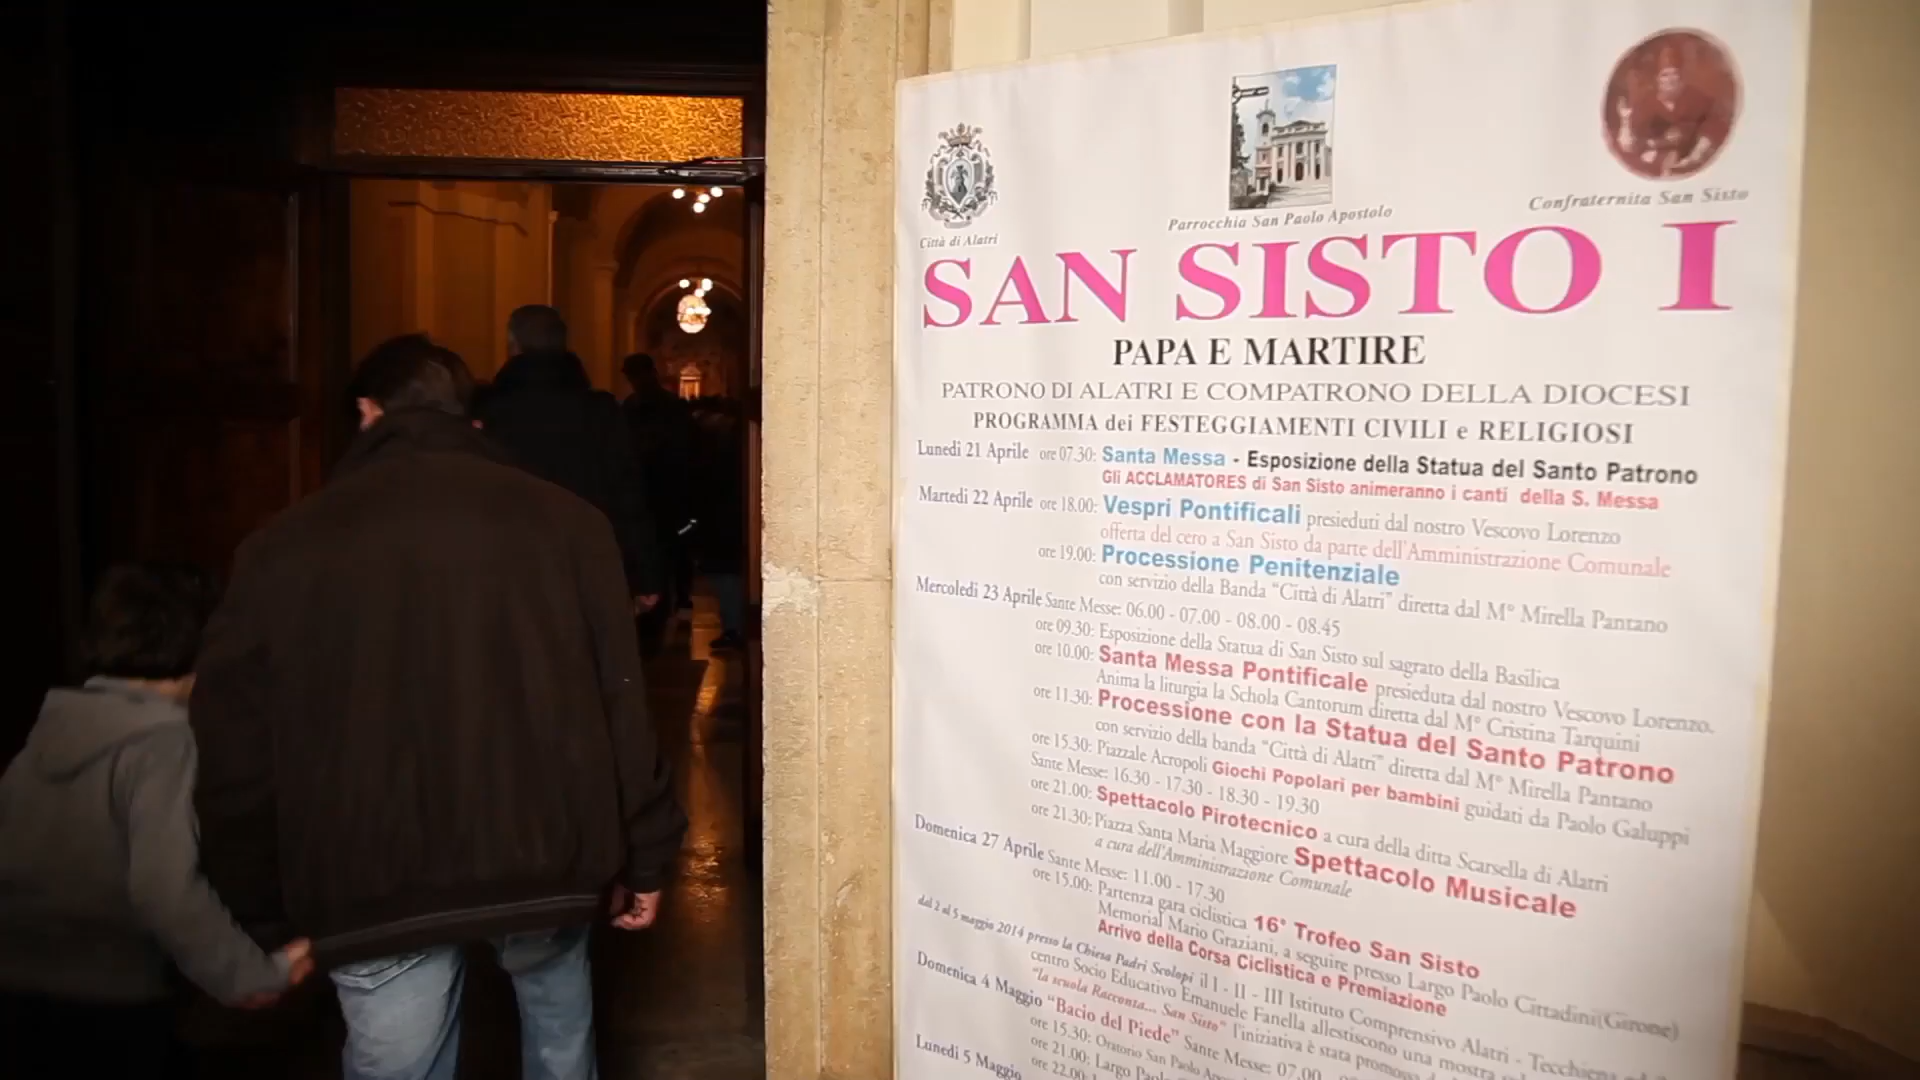 Città di Alatri
Parrocchia San Paolo Apostolo
Confraternita San Sisto
SAN SISTO I
PAPA E MARTIRE
PATRONO DI ALATRI E COMPATRONO DELLA DIOCESI
PROGRAMMA dei FESTEGGIAMENTI CIVILI e RELIGIOSI
Lunedì 21 Aprile ore 07.30: Santa Messa - Esposizione della Statua del Santo Patrono
Gli ACCLAMATORES di San Sisto animeranno i canti della S. Messa
Martedì 22 Aprile ore 18.00: Vespri Pontificali presieduti dal nostro Vescovo Lorenzo
offerta del cero a San Sisto da parte dell'Amministrazione Comunale
ore 19.00: Processione Penitenziale
con servizio della Banda "Città di Alatri" diretta dal M° Mirella Pantano
Mercoledì 23 Aprile Sante Messe: 06.00 - 07.00 - 08.00 - 08.45
ore 09.30: Esposizione della Statua di San Sisto sul sagrato della Basilica
ore 10.00: Santa Messa Pontificale presieduta dal nostro Vescovo Lorenzo.
Anima la liturgia la Schola Cantorum diretta dal M° Cristina Tarquini
ore 11.30: Processione con la Statua del Santo Patrono
con servizio della banda "Città di Alatri" diretta dal M° Mirella Pantano
ore 15.30: Piazzale Acropoli Giochi Popolari per bambini guidati da Paolo Galuppi
Sante Messe: 16.30 - 17.30 - 18.30 - 19.30
ore 21.00: Spettacolo Pirotecnico a cura della ditta Scarsella di Alatri
ore 21.30: Piazza Santa Maria Maggiore Spettacolo Musicale
a cura dell'Amministrazione Comunale
Domenica 27 Aprile Sante Messe: 11.00 - 17.30
ore 15.00: Partenza gara ciclistica 16° Trofeo San Sisto
Memorial Mario Graziani, a seguire presso Largo Paolo Cittadini(Girone)
Arrivo della Corsa Ciclistica e Premiazione
dal 2 al 5 maggio 2014 presso la Chiesa Padri Scolopi il I - II - III Istituto Comprensivo Alatri - Tecchiena
centro Socio Educativo Emanuele Fanella allestiscono una mostra
"la scuola Racconta... San Sisto" l'iniziativa è stata
Domenica 4 Maggio "Bacio del Piede" Sante Messe: 07.00
ore 15.30: Oratorio San Paolo
ore 21.00: Largo
Lunedì 5 Maggio
ore 22.00